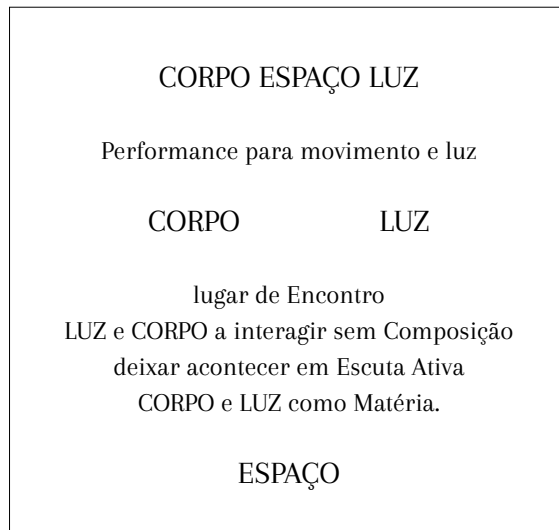 CORPO ESPAÇO LUZ
Performance para movimento e luz
CORPO LUZ
lugar de Encontro
LUZ e CORPO a interagir sem Composição
deixar acontecer em Escuta Ativa
CORPO e LUZ como Matéria.
ESPAÇO